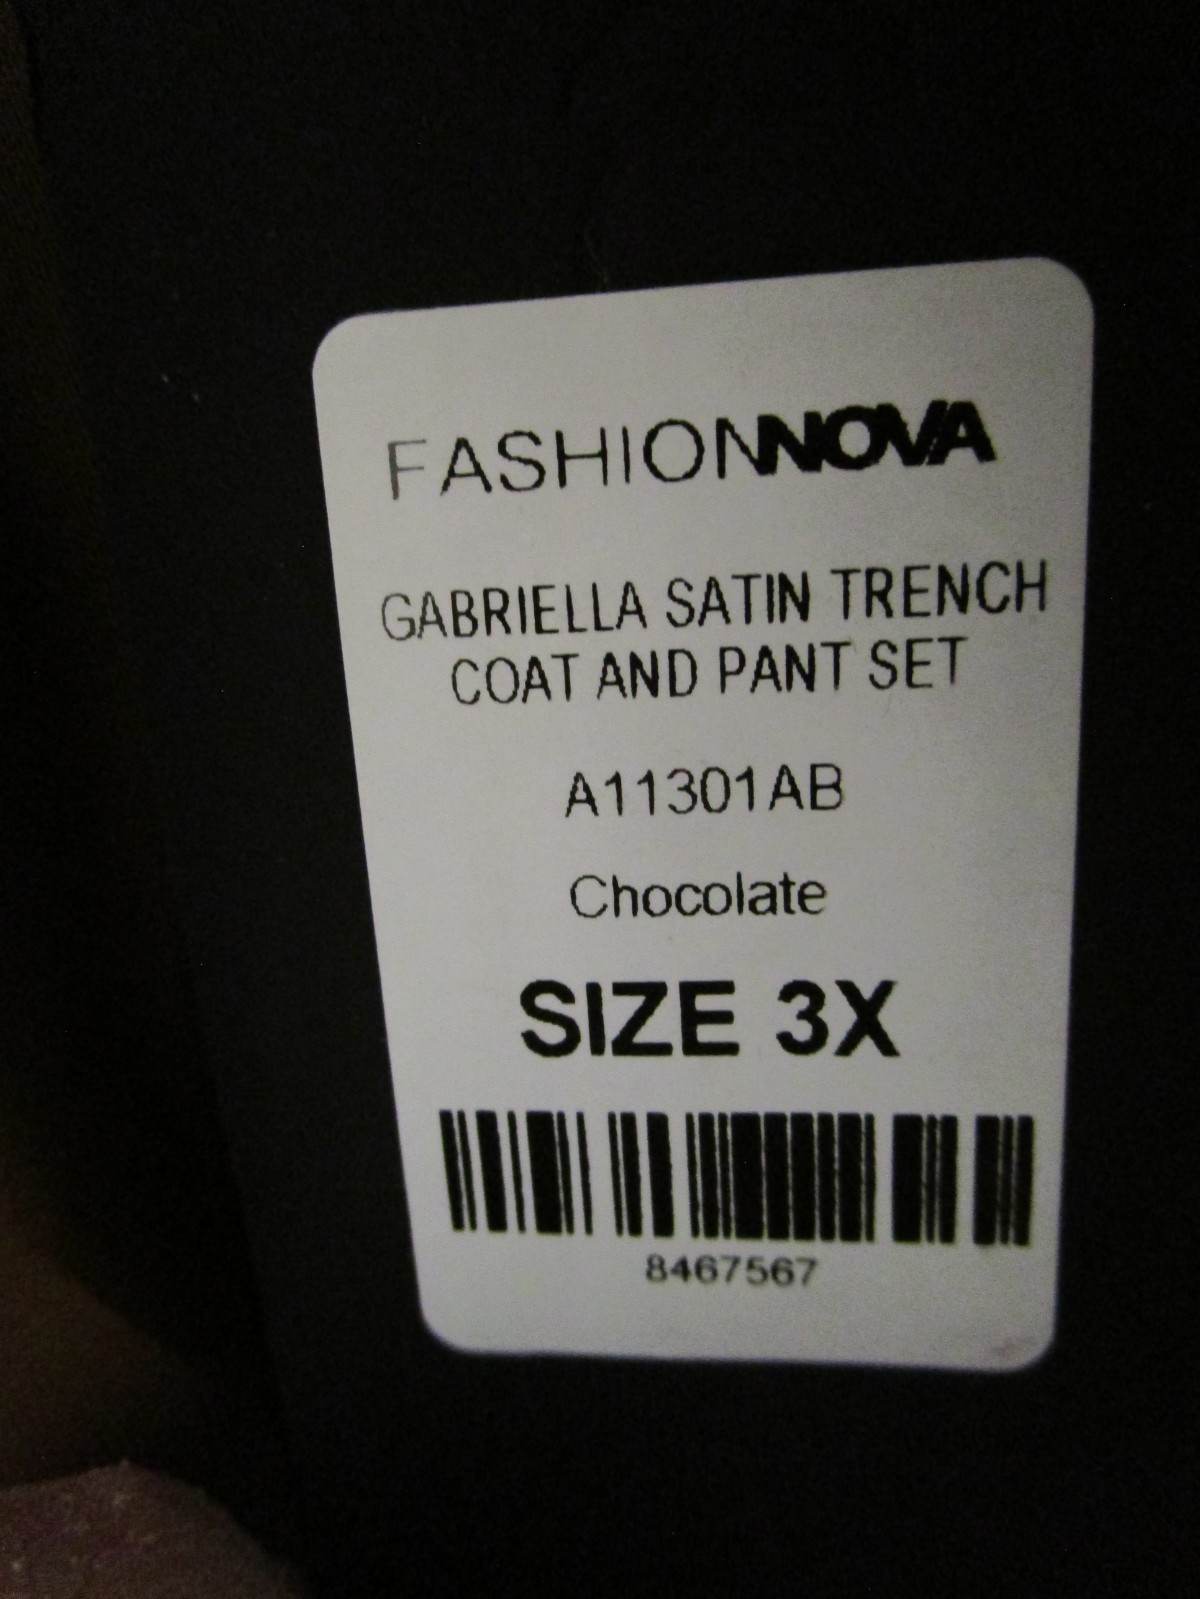 FASHIONNOVA
GABRIELLA SATIN TRENCH
COAT AND PANT SET
A11301AB
Chocolate
SIZE 3X
8467567